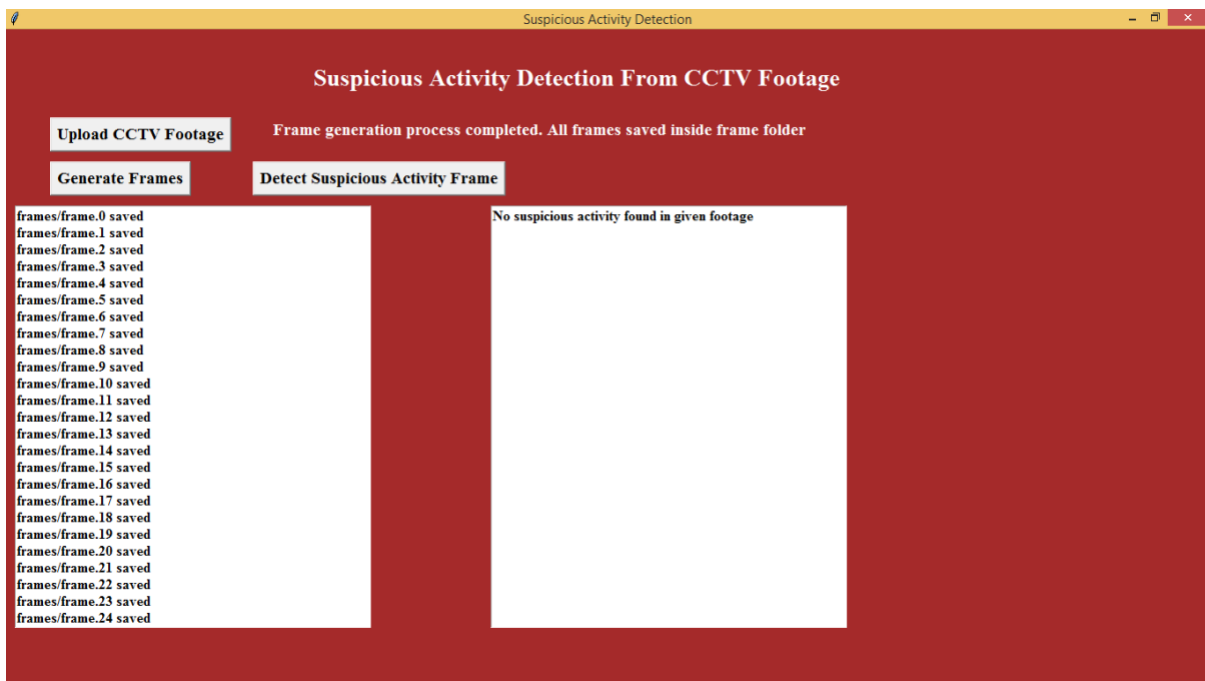 Suspicious Activity Detection
Suspicious Activity Detection From CCTV Footage
Upload CCTV Footage
Frame generation process completed. All frames saved inside frame folder
Generate Frames
Detect Suspicious Activity Frame
frames/frame.0 saved
frames/frame.1 saved
frames/frame.2 saved
frames/frame.3 saved
frames/frame.4 saved
frames/frame.5 saved
frames/frame.6 saved
frames/frame.7 saved
frames/frame.8 saved
frames/frame.9 saved
frames/frame.10 saved
frames/frame.11 saved
frames/frame.12 saved
frames/frame.13 saved
frames/frame.14 saved
frames/frame.15 saved
frames/frame.16 saved
frames/frame.17 saved
frames/frame.18 saved
frames/frame.19 saved
frames/frame.20 saved
frames/frame.21 saved
frames/frame.22 saved
frames/frame.23 saved
frames/frame.24 saved
No suspicious activity found in given footage